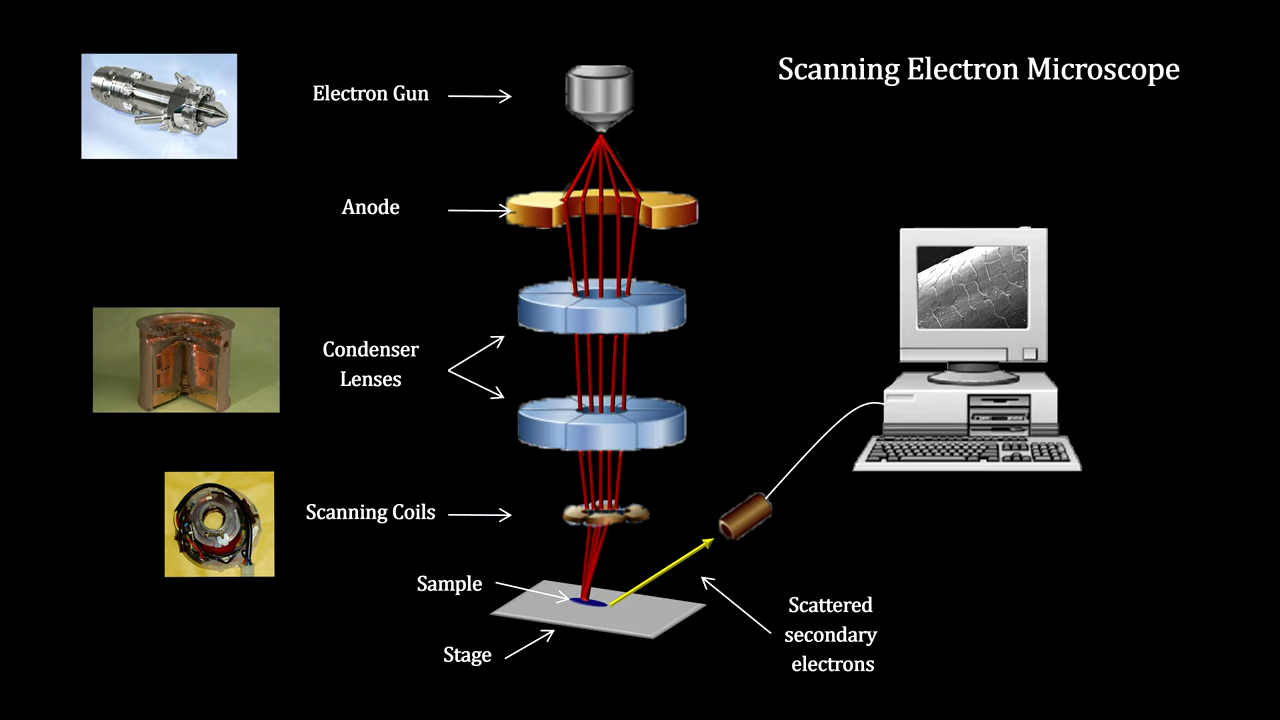 Scanning Electron Microscope
Electron Gun
Anode
Condenser
Lenses
Scanning Coils
Sample
Stage
Scattered
secondary
electrons